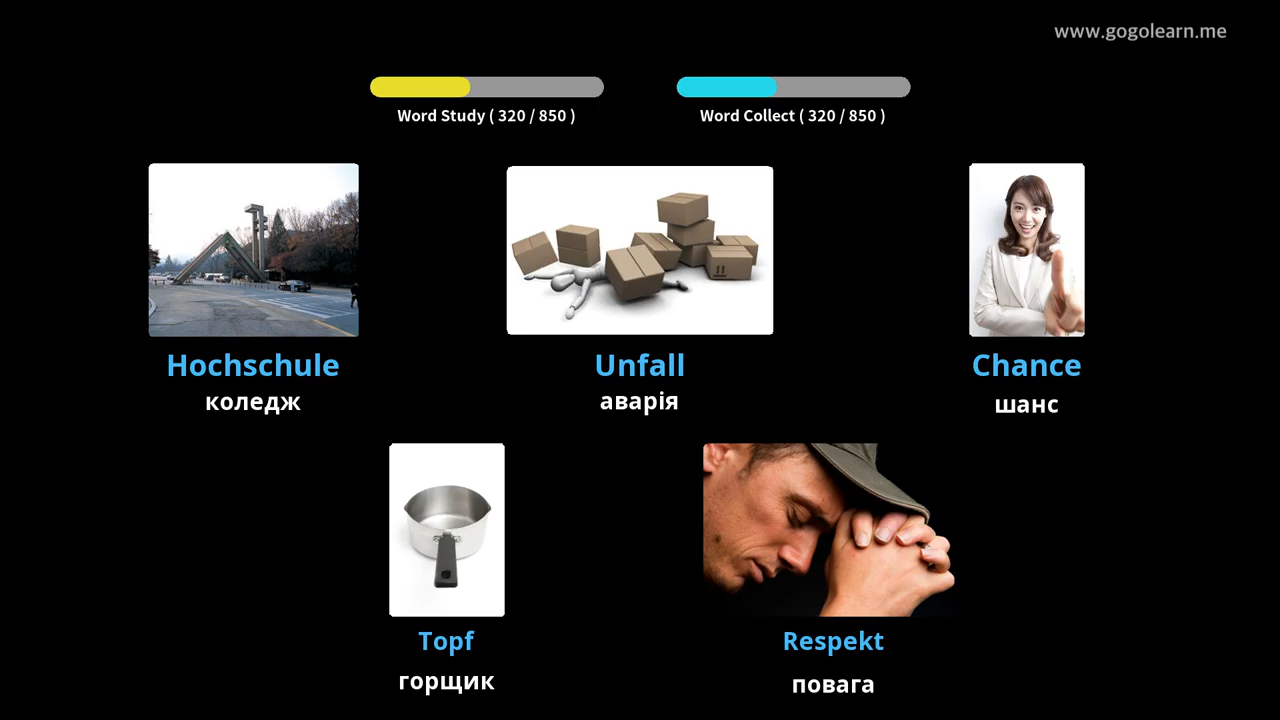 www.gogolearn.me
Word Study ( 320 / 850 )
Word Collect ( 320 / 850 )
Hochschule
коледж
Unfall
аварія
Chance
шанс
Topf
горщик
Respekt
повага